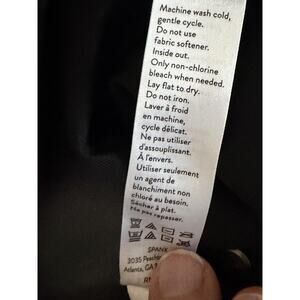 Machine wash cold,
gentle cycle.
Do not use
fabric softener.
Inside out.
Only non-chlorine
bleach when needed.
Lay flat to dry.
Do not iron.
Laver à froid
en machine,
cycle délicat.
Ne pas utiliser
d'assouplissant.
À l'envers.
Utiliser seulement
un agent de
blanchiment non
chloré au besoin.
Sécher à plat.
Ne pas repasser.
SPANX
3035
Atlanta, GA